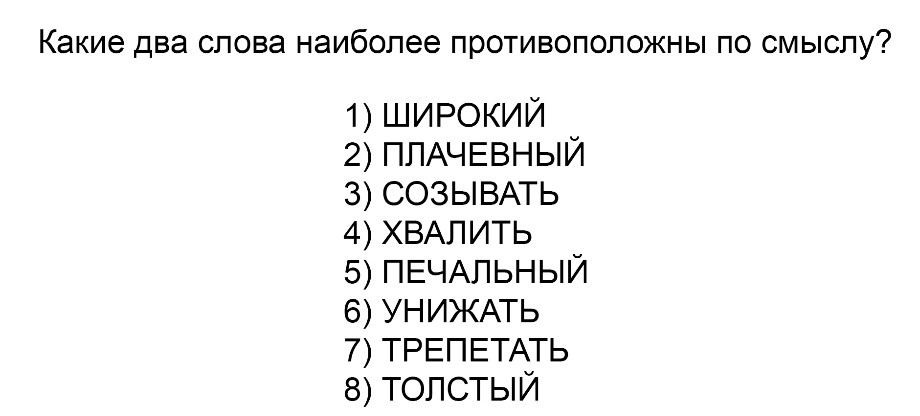 Какие два слова наиболее противоположны по смыслу?
1) ШИРОКИЙ
2) ПЛАЧЕВНЫЙ
3) СОЗЫВАТЬ
4) ХВАЛИТЬ
5) ПЕЧАЛЬНЫЙ
6) УНИЖАТЬ
7) ТРЕПЕТАТЬ
8) ТОЛСТЫЙ